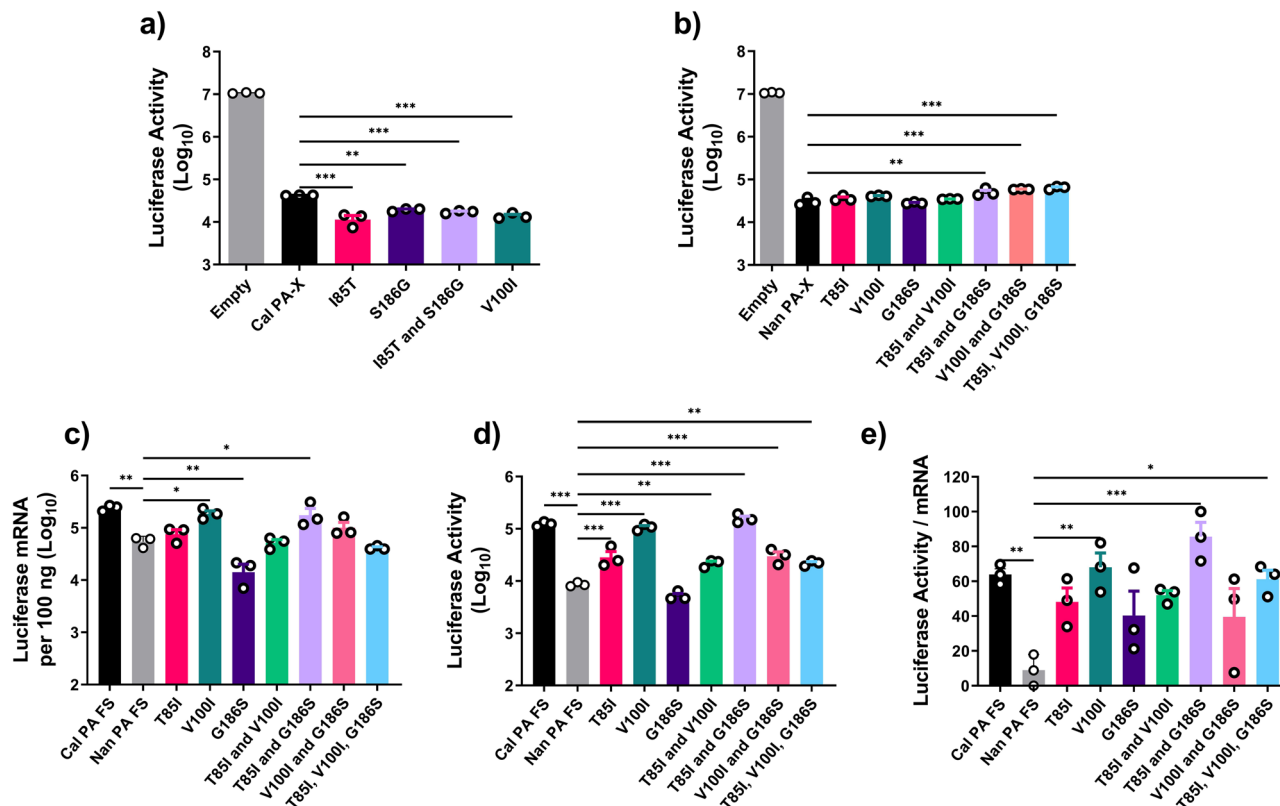 a)
Luciferase Activity
(Log10)
8
7
6
5
4
3
***
***
**
***
Empty
Cal PA-X
I85T
S186G
I85T and S186G
V100I
b)
Luciferase Activity
(Log10)
8
7
6
5
4
3
***
***
**
Empty
Nan PA-X
T85I
V100I
G186S
T85I and V100I
T85I and G186S
V100I and G186S
T85I, V100I, G186S
c)
Luciferase mRNA
per 100 ng (Log10)
6
5
4
3
2
*
**
**
*
Cal PA FS
Nan PA FS
T85I
V100I
G186S
T85I and V100I
T85I and G186S
V100I and G186S
T85I, V100I, G186S
d)
Luciferase Activity
(Log10)
6
5
4
3
2
**
***
***
**
***
***
***
Cal PA FS
Nan PA FS
T85I
V100I
G186S
T85I and V100I
T85I and G186S
V100I and G186S
T85I, V100I, G186S
e)
Luciferase Activity / mRNA
120
100
80
60
40
20
0
*
***
**
**
Cal PA FS
Nan PA FS
T85I
V100I
G186S
T85I and V100I
T85I and G186S
V100I and G186S
T85I, V100I, G186S